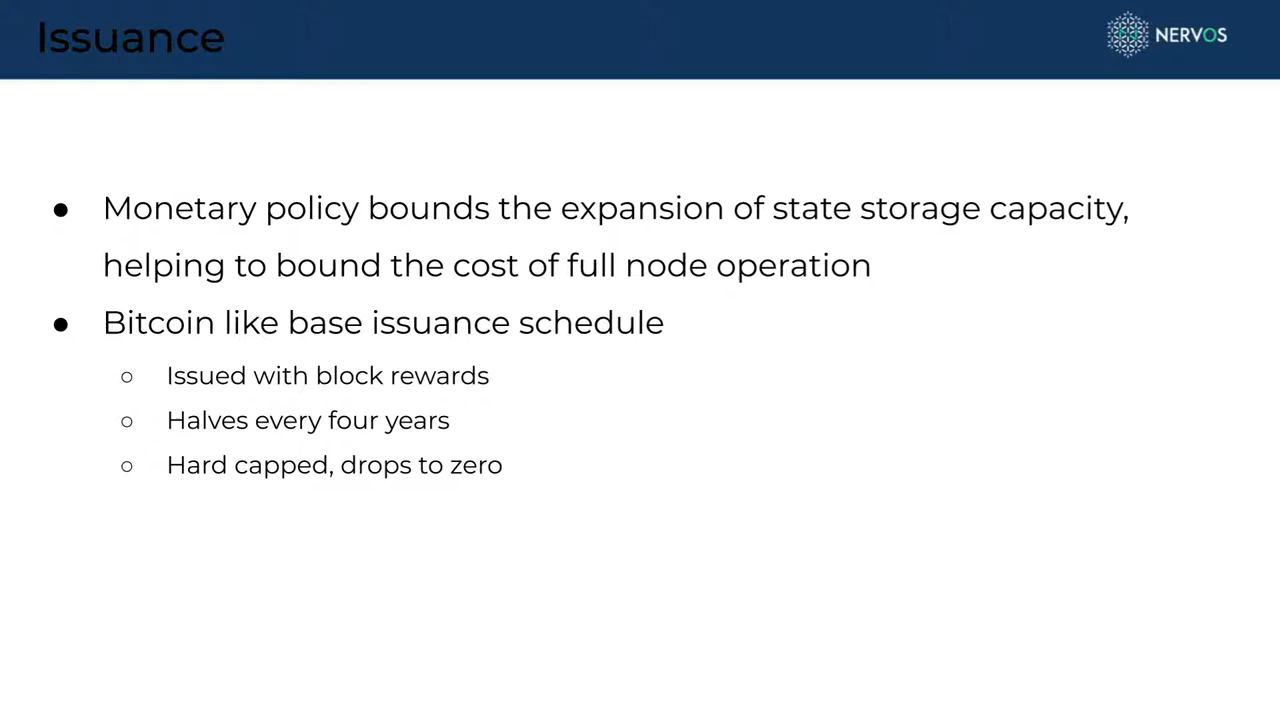 Issuance
NERVOS
● Monetary policy bounds the expansion of state storage capacity,
helping to bound the cost of full node operation
● Bitcoin like base issuance schedule
○ Issued with block rewards
○ Halves every four years
○ Hard capped, drops to zero